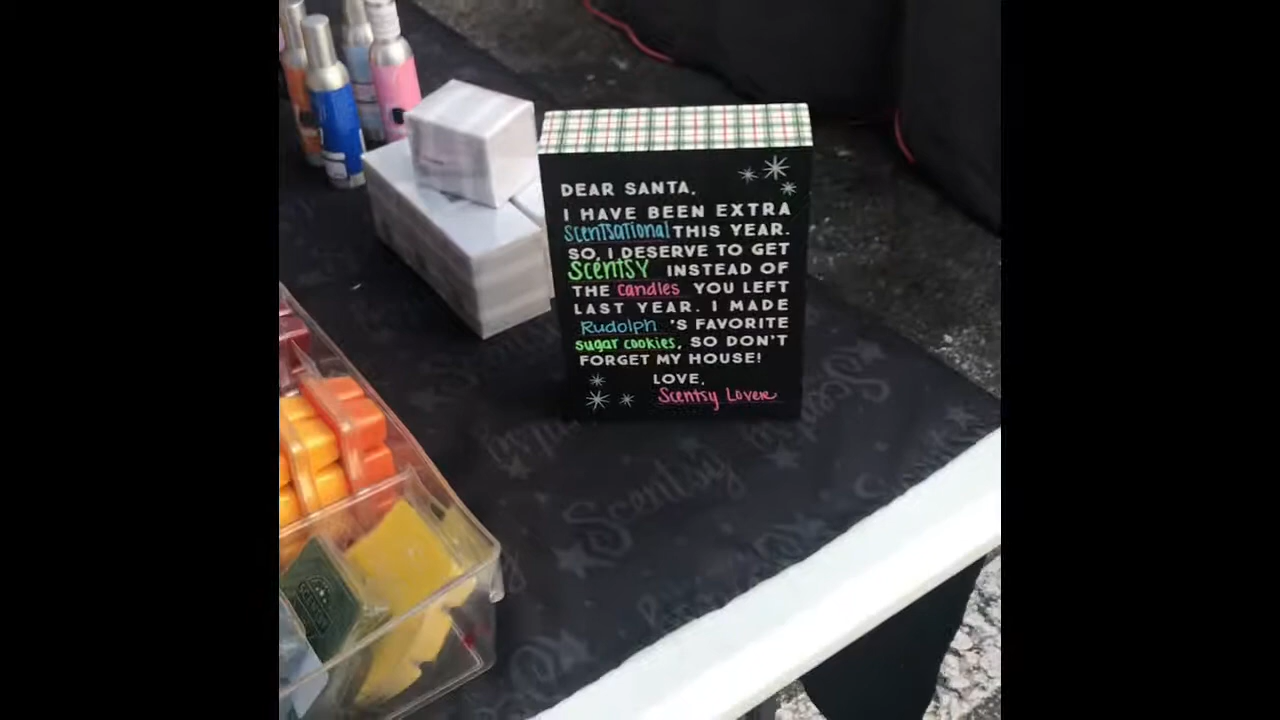 DEAR SANTA,
I HAVE BEEN EXTRA
Scentsational THIS YEAR.
SO, I DESERVE TO GET
SCENTSY INSTEAD OF
THE candles YOU LEFT
LAST YEAR. I MADE
Rudolph 'S FAVORITE
sugar cookies, SO DON'T
FORGET MY HOUSE!
LOVE,
Scentsy Lover
Scentsy